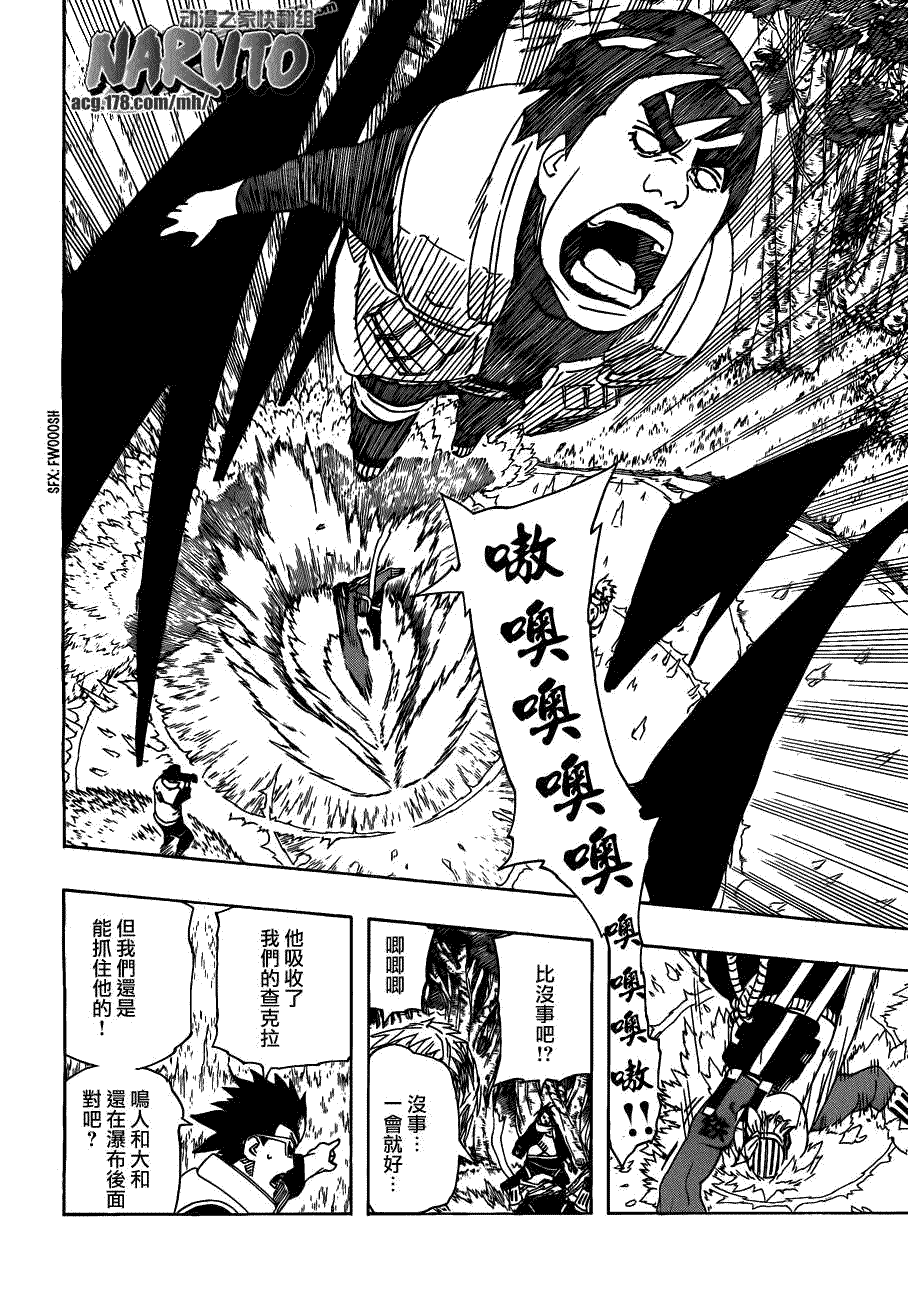 动漫之家快翻组
NARUTO
acg.178.com/mh/
SFX: FWOOOSH
嗷
噢
噢
噢
噢
噢
噢
噢
嗷
!!
鉄
比沒事吧!?
唧唧唧
沒事…
一會就好…
他吸收了
我們的查克拉
但我們還是
能抓住他的！
鳴人和大和
還在瀑布後面
對吧？